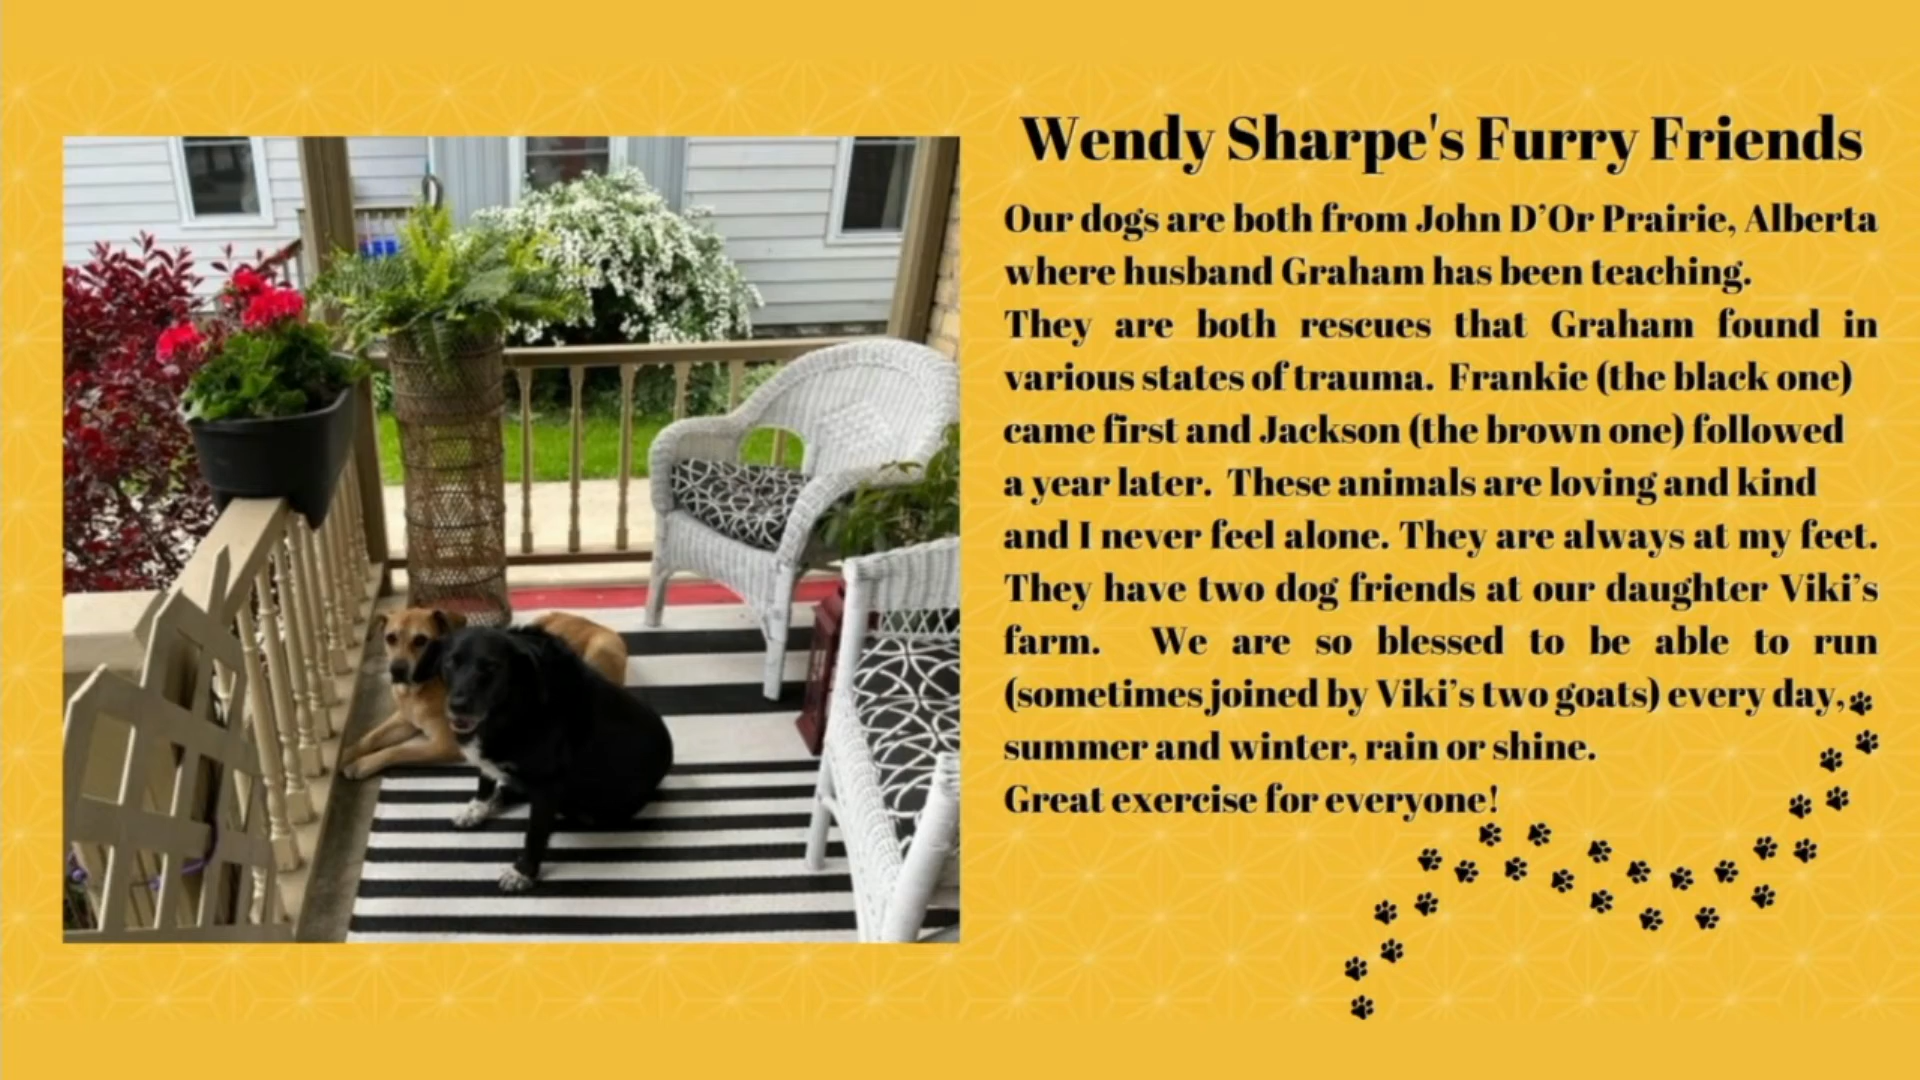 Wendy Sharpe's Furry Friends
Our dogs are both from John D’Or Prairie, Alberta
where husband Graham has been teaching.
They are both rescues that Graham found in
various states of trauma. Frankie (the black one)
came first and Jackson (the brown one) followed
a year later. These animals are loving and kind
and I never feel alone. They are always at my feet.
They have two dog friends at our daughter Viki’s
farm. We are so blessed to be able to run
(sometimes joined by Viki’s two goats) every day,
summer and winter, rain or shine.
Great exercise for everyone!